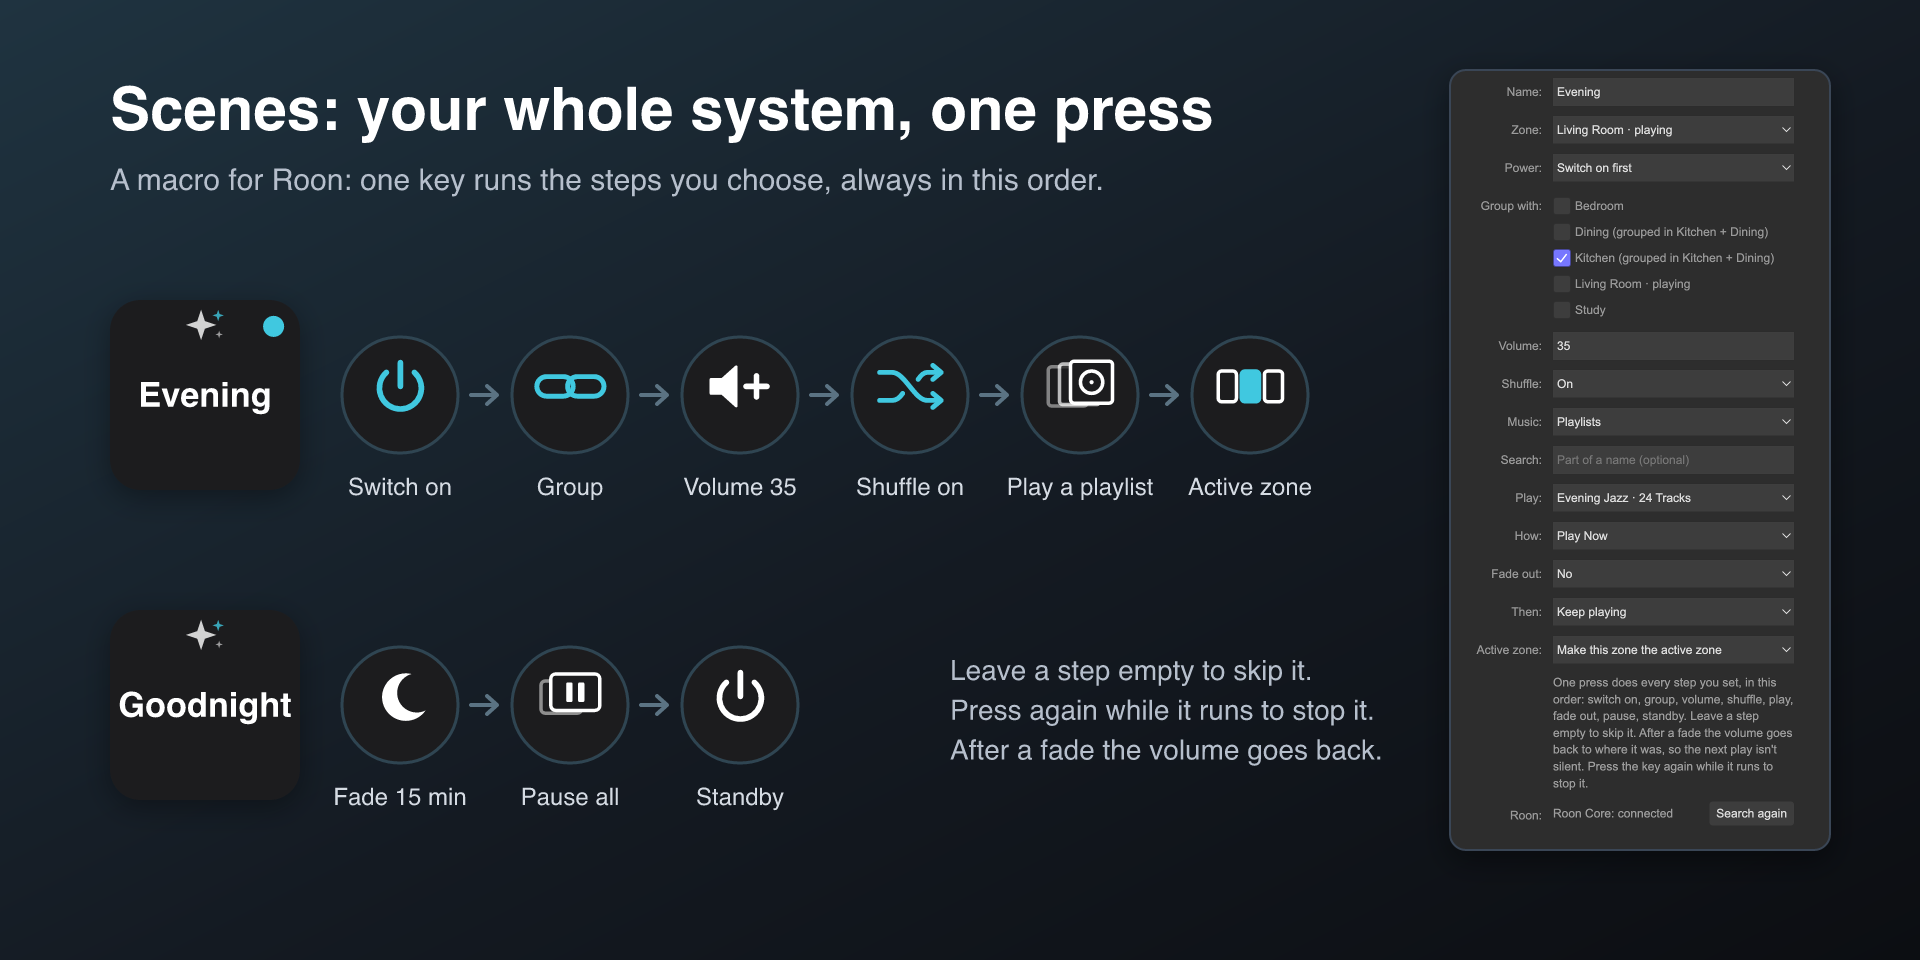 Scenes: your whole system, one press
A macro for Roon: one key runs the steps you choose, always in this order.
Evening
Switch on
Group
Volume 35
Shuffle on
Play a playlist
Active zone
Goodnight
Fade 15 min
Pause all
Standby
Leave a step empty to skip it.
Press again while it runs to stop it.
After a fade the volume goes back.
Name: Evening
Zone: Living Room · playing
Power: Switch on first
Group with: Bedroom
Dining (grouped in Kitchen + Dining)
Kitchen (grouped in Kitchen + Dining)
Living Room · playing
Study
Volume: 35
Shuffle: On
Music: Playlists
Search: Part of a name (optional)
Play: Evening Jazz · 24 Tracks
How: Play Now
Fade out: No
Then: Keep playing
Active zone: Make this zone the active zone
One press does every step you set, in this
order: switch on, group, volume, shuffle, play,
fade out, pause, standby. Leave a step
empty to skip it. After a fade the volume goes
back to where it was, so the next play isn't
silent. Press the key again while it runs to
stop it.
Roon: Roon Core: connected Search again